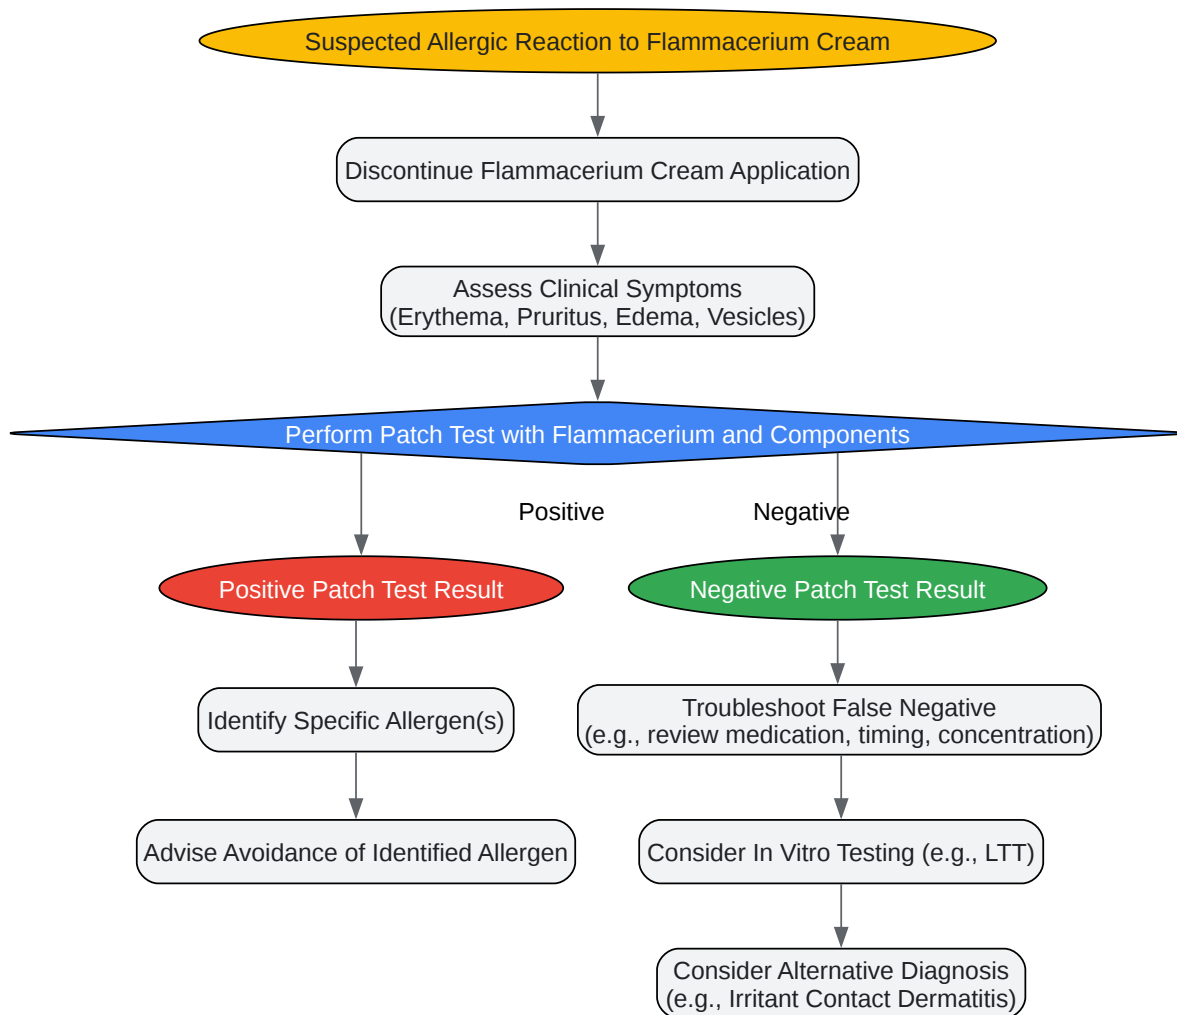 Suspected Allergic Reaction to Flammacerium Cream
Discontinue Flammacerium Cream Application
Assess Clinical Symptoms
(Erythema, Pruritus, Edema, Vesicles)
Perform Patch Test with Flammacerium and Components
Positive
Negative
Positive Patch Test Result
Negative Patch Test Result
Identify Specific Allergen(s)
Troubleshoot False Negative
(e.g., review medication, timing, concentration)
Advise Avoidance of Identified Allergen
Consider In Vitro Testing (e.g., LTT)
Consider Alternative Diagnosis
(e.g., Irritant Contact Dermatitis)